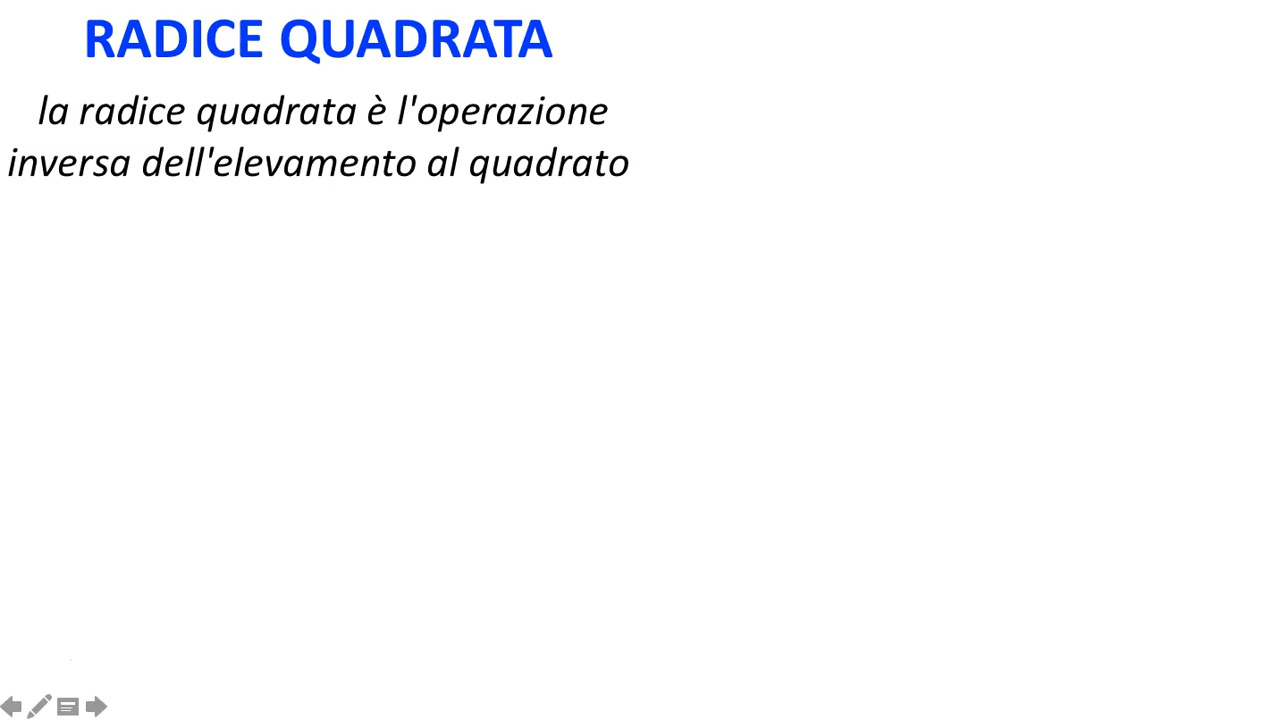 RADICE QUADRATA
la radice quadrata è l'operazione
inversa dell'elevamento al quadrato